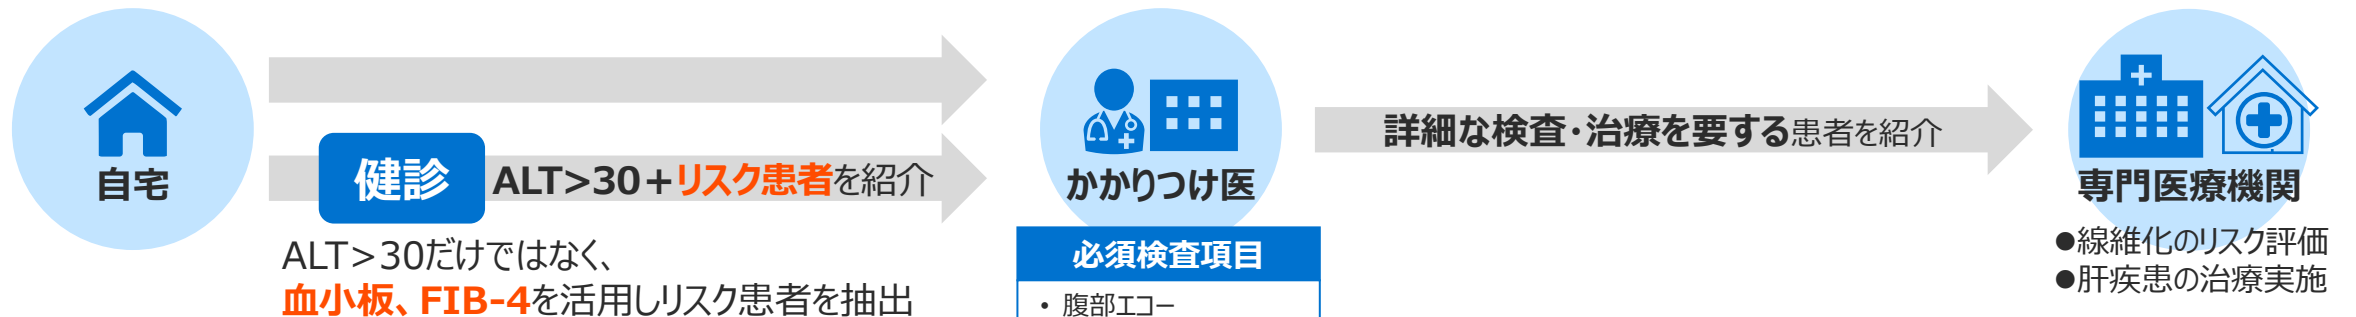 自宅
健診
ALT>30+リスク患者を紹介
ALT>30だけではなく、
血小板、FIB-4を活用しリスク患者を抽出
かかりつけ医
必須検査項目
・ 腹部エコー
詳細な検査・治療を要する患者を紹介
専門医療機関
●線維化のリスク評価
●肝疾患の治療実施